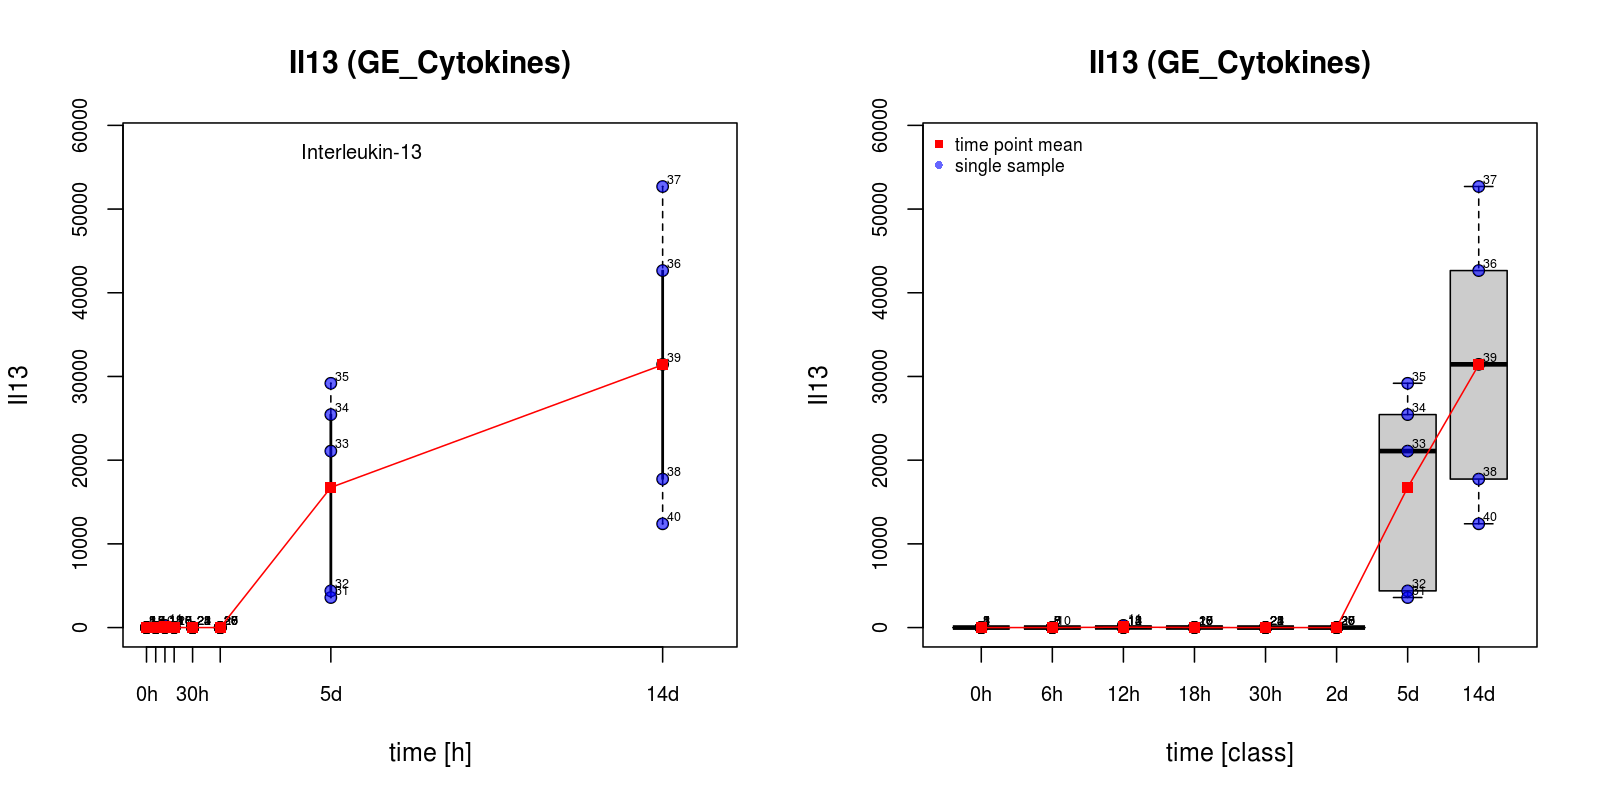 Il13 (GE_Cytokines)
Interleukin-13
Il13
60000
50000
40000
30000
20000
10000
0
37
36
39
38
40
35
34
33
32
31
0h
30h
5d
14d
time [h]
Il13 (GE_Cytokines)
time point mean
single sample
Il13
60000
50000
40000
30000
20000
10000
0
37
36
39
38
40
35
34
33
32
31
10
11
0h
6h
12h
18h
30h
2d
5d
14d
time [class]